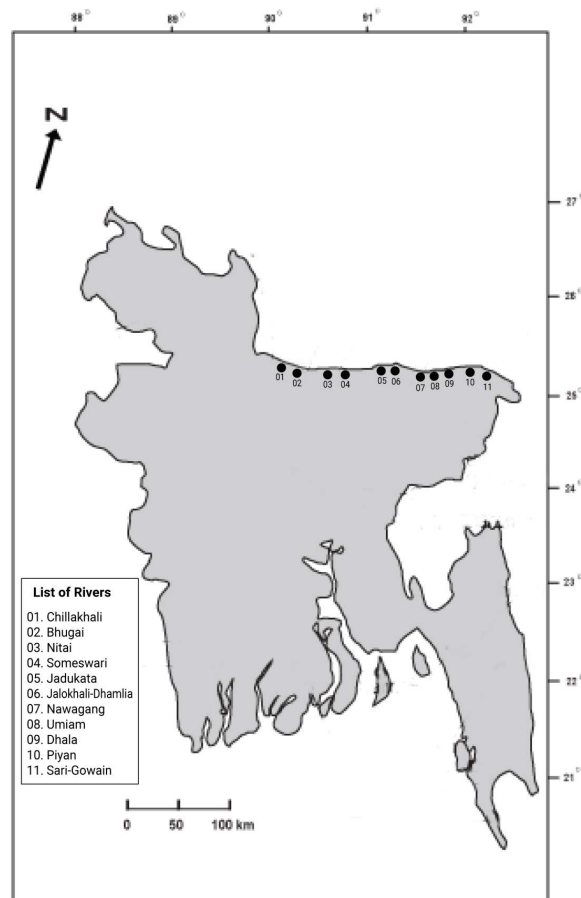 88° 89° 90° 91° 92°
N
27°
26°
25°
24°
23°
22°
21°
01 02 03 04 05 06 07 08 09 10 11
List of Rivers
01. Chillakhali
02. Bhugai
03. Nitai
04. Someswari
05. Jadukata
06. Jalokhali-Dhamlia
07. Nawagang
08. Umiam
09. Dhala
10. Piyan
11. Sari-Gowain
0 50 100 km